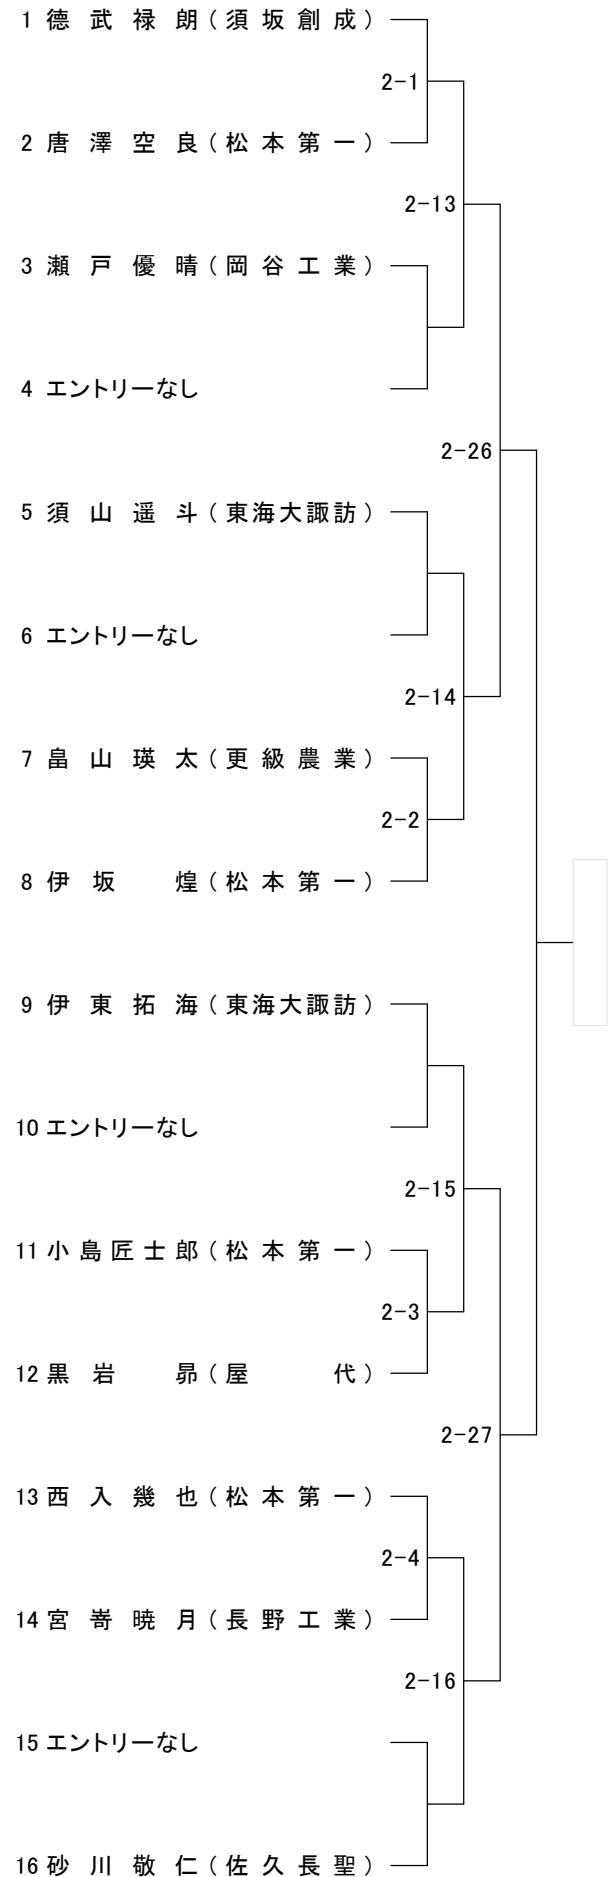 1 德武禄朗(須坂創成)
2-1
2 唐澤空良(松本第一)
2-13
3 瀬戸優晴(岡谷工業)
4 エントリーなし
2-26
5 須山遥斗(東海大諏訪)
6 エントリーなし
2-14
7 畠山瑛太(更級農業)
2-2
8 伊坂 煌(松本第一)
9 伊東拓海(東海大諏訪)
10 エントリーなし
2-15
11 小島匠士郎(松本第一)
2-3
12 黒岩 昴(屋代)
2-27
13 西入幾也(松本第一)
2-4
14 宮嵜暁月(長野工業)
2-16
15 エントリーなし
16 砂川敬仁(佐久長聖)